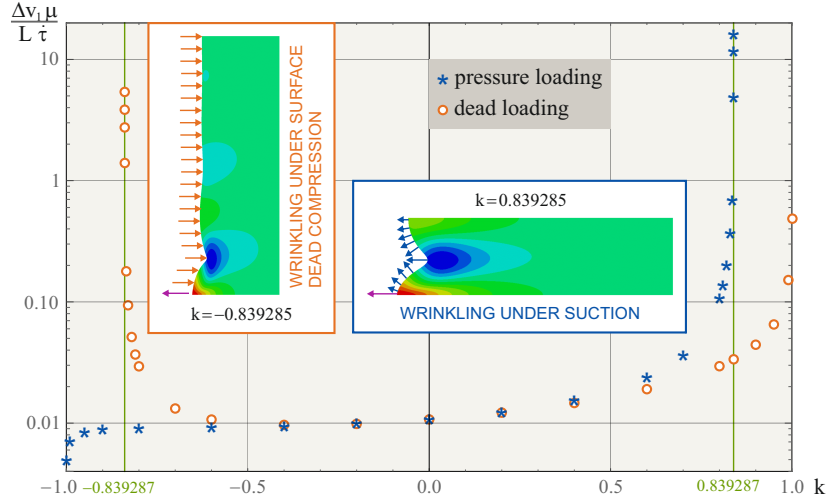 Δv₁μ
L τ̇
10
1
0.10
0.01
WRINKLING UNDER SURFACE
DEAD COMPRESSION
k=−0.839285
pressure loading
dead loading
k=0.839285
WRINKLING UNDER SUCTION
−1.0
−0.839287
−0.5
0.0
0.5
0.839287
1.0
k